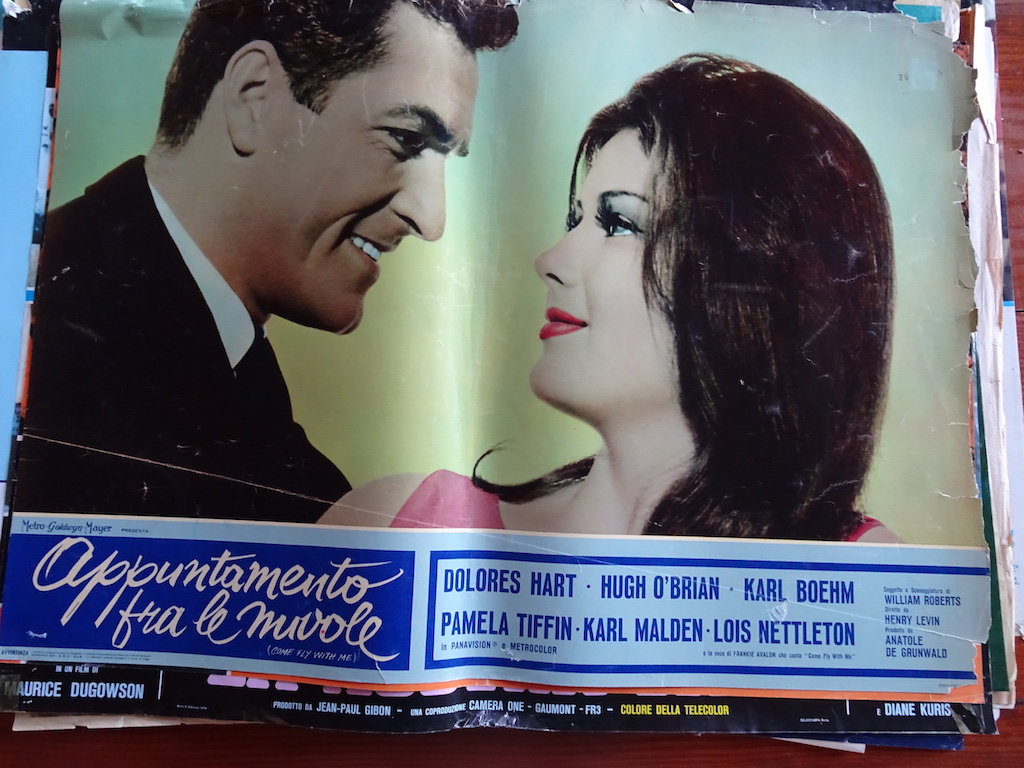 Metro-Goldwyn-Mayer PRESENTA
Appuntamento
fra le nuvole
(COME FLY WITH ME)
DOLORES HART · HUGH O'BRIAN · KARL BOEHM
PAMELA TIFFIN · KARL MALDEN · LOIS NETTLETON
in PANAVISION® e METROCOLOR
e la voce di FRANKIE AVALON che canta "Come Fly With Me"
Soggetto e Sceneggiatura di
WILLIAM ROBERTS
Diretto da
HENRY LEVIN
Prodotto da
ANATOLE
DE GRUNWALD
AVVERTENZA
IN UN FILM DI
MAURICE DUGOWSON
PRODOTTO DA JEAN-PAUL GIBON - UNA COPRODUZIONE CAMERA ONE - GAUMONT - FR3 - COLORE DELLA TELECOLOR
E DIANE KURIS